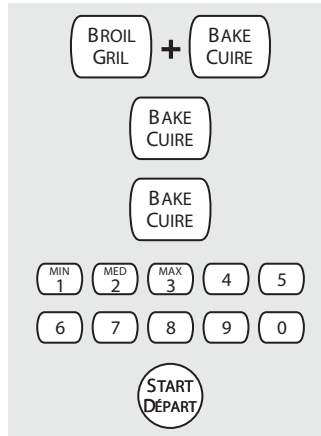 BROIL GRIL + BAKE CUIRE
BAKE CUIRE
BAKE CUIRE
MIN 1 MED 2 MAX 3 4 5
6 7 8 9 0
START DÉPART